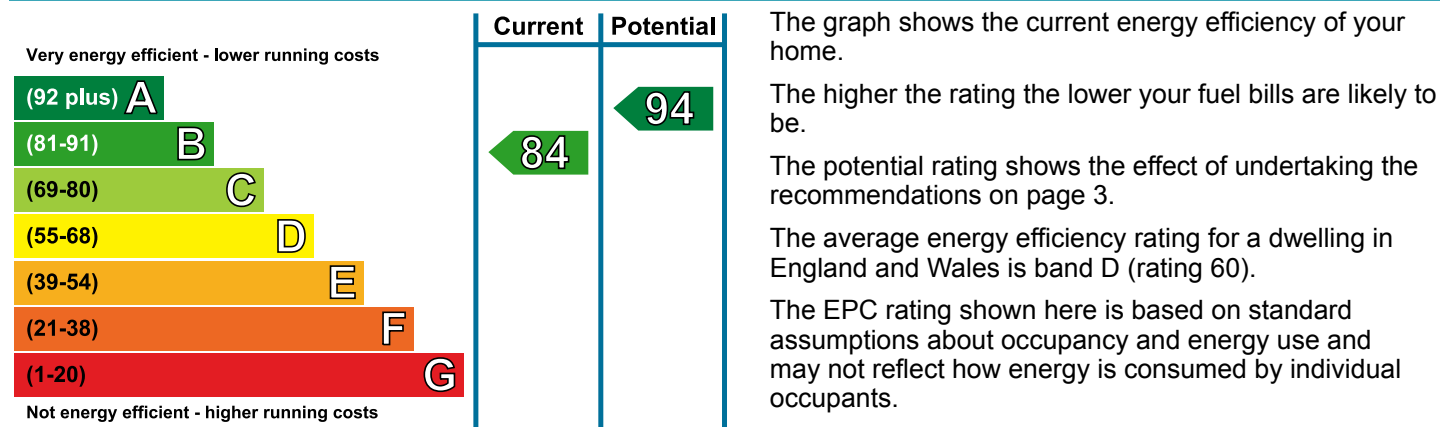 Current Potential
Very energy efficient - lower running costs
(92 plus) A
94
(81-91) B
84
(69-80) C
(55-68) D
(39-54) E
(21-38) F
(1-20) G
Not energy efficient - higher running costs
The graph shows the current energy efficiency of your
home.
The higher the rating the lower your fuel bills are likely to
be.
The potential rating shows the effect of undertaking the
recommendations on page 3.
The average energy efficiency rating for a dwelling in
England and Wales is band D (rating 60).
The EPC rating shown here is based on standard
assumptions about occupancy and energy use and
may not reflect how energy is consumed by individual
occupants.